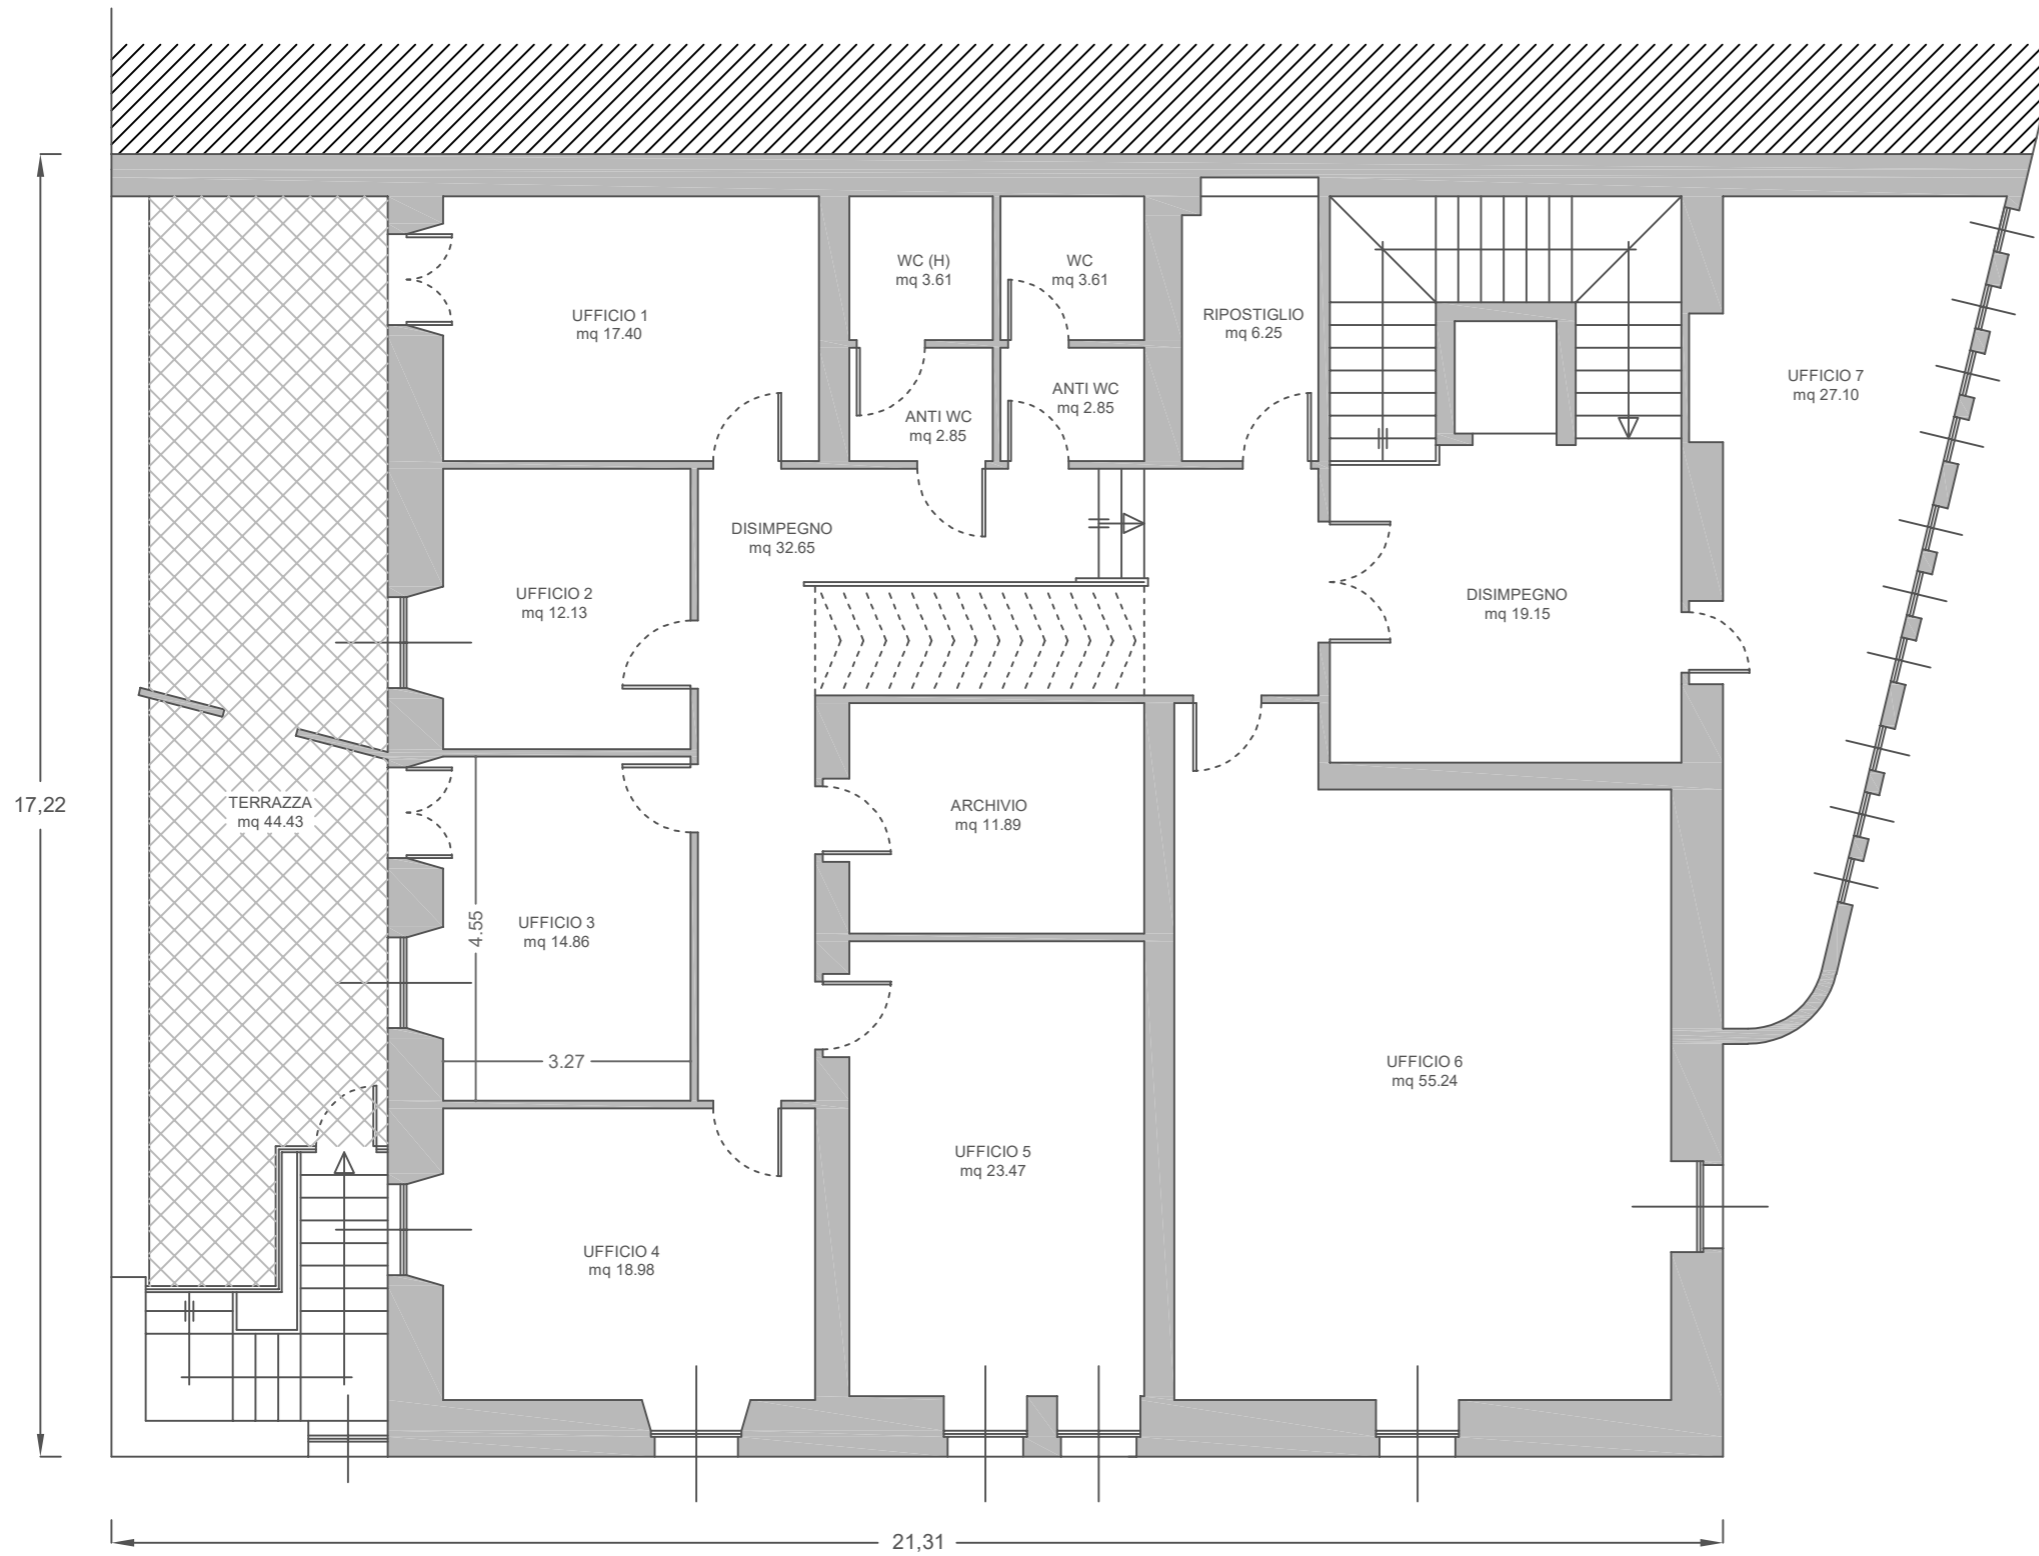 WC (H)
mq 3.61
WC
mq 3.61
UFFICIO 1
mq 17.40
RIPOSTIGLIO
mq 6.25
UFFICIO 7
mq 27.10
ANTI WC
mq 2.85
ANTI WC
mq 2.85
DISIMPEGNO
mq 32.65
UFFICIO 2
mq 12.13
DISIMPEGNO
mq 19.15
17,22
TERRAZZA
mq 44.43
ARCHIVIO
mq 11.89
4.55
UFFICIO 3
mq 14.86
3.27
UFFICIO 6
mq 55.24
UFFICIO 5
mq 23.47
UFFICIO 4
mq 18.98
21,31